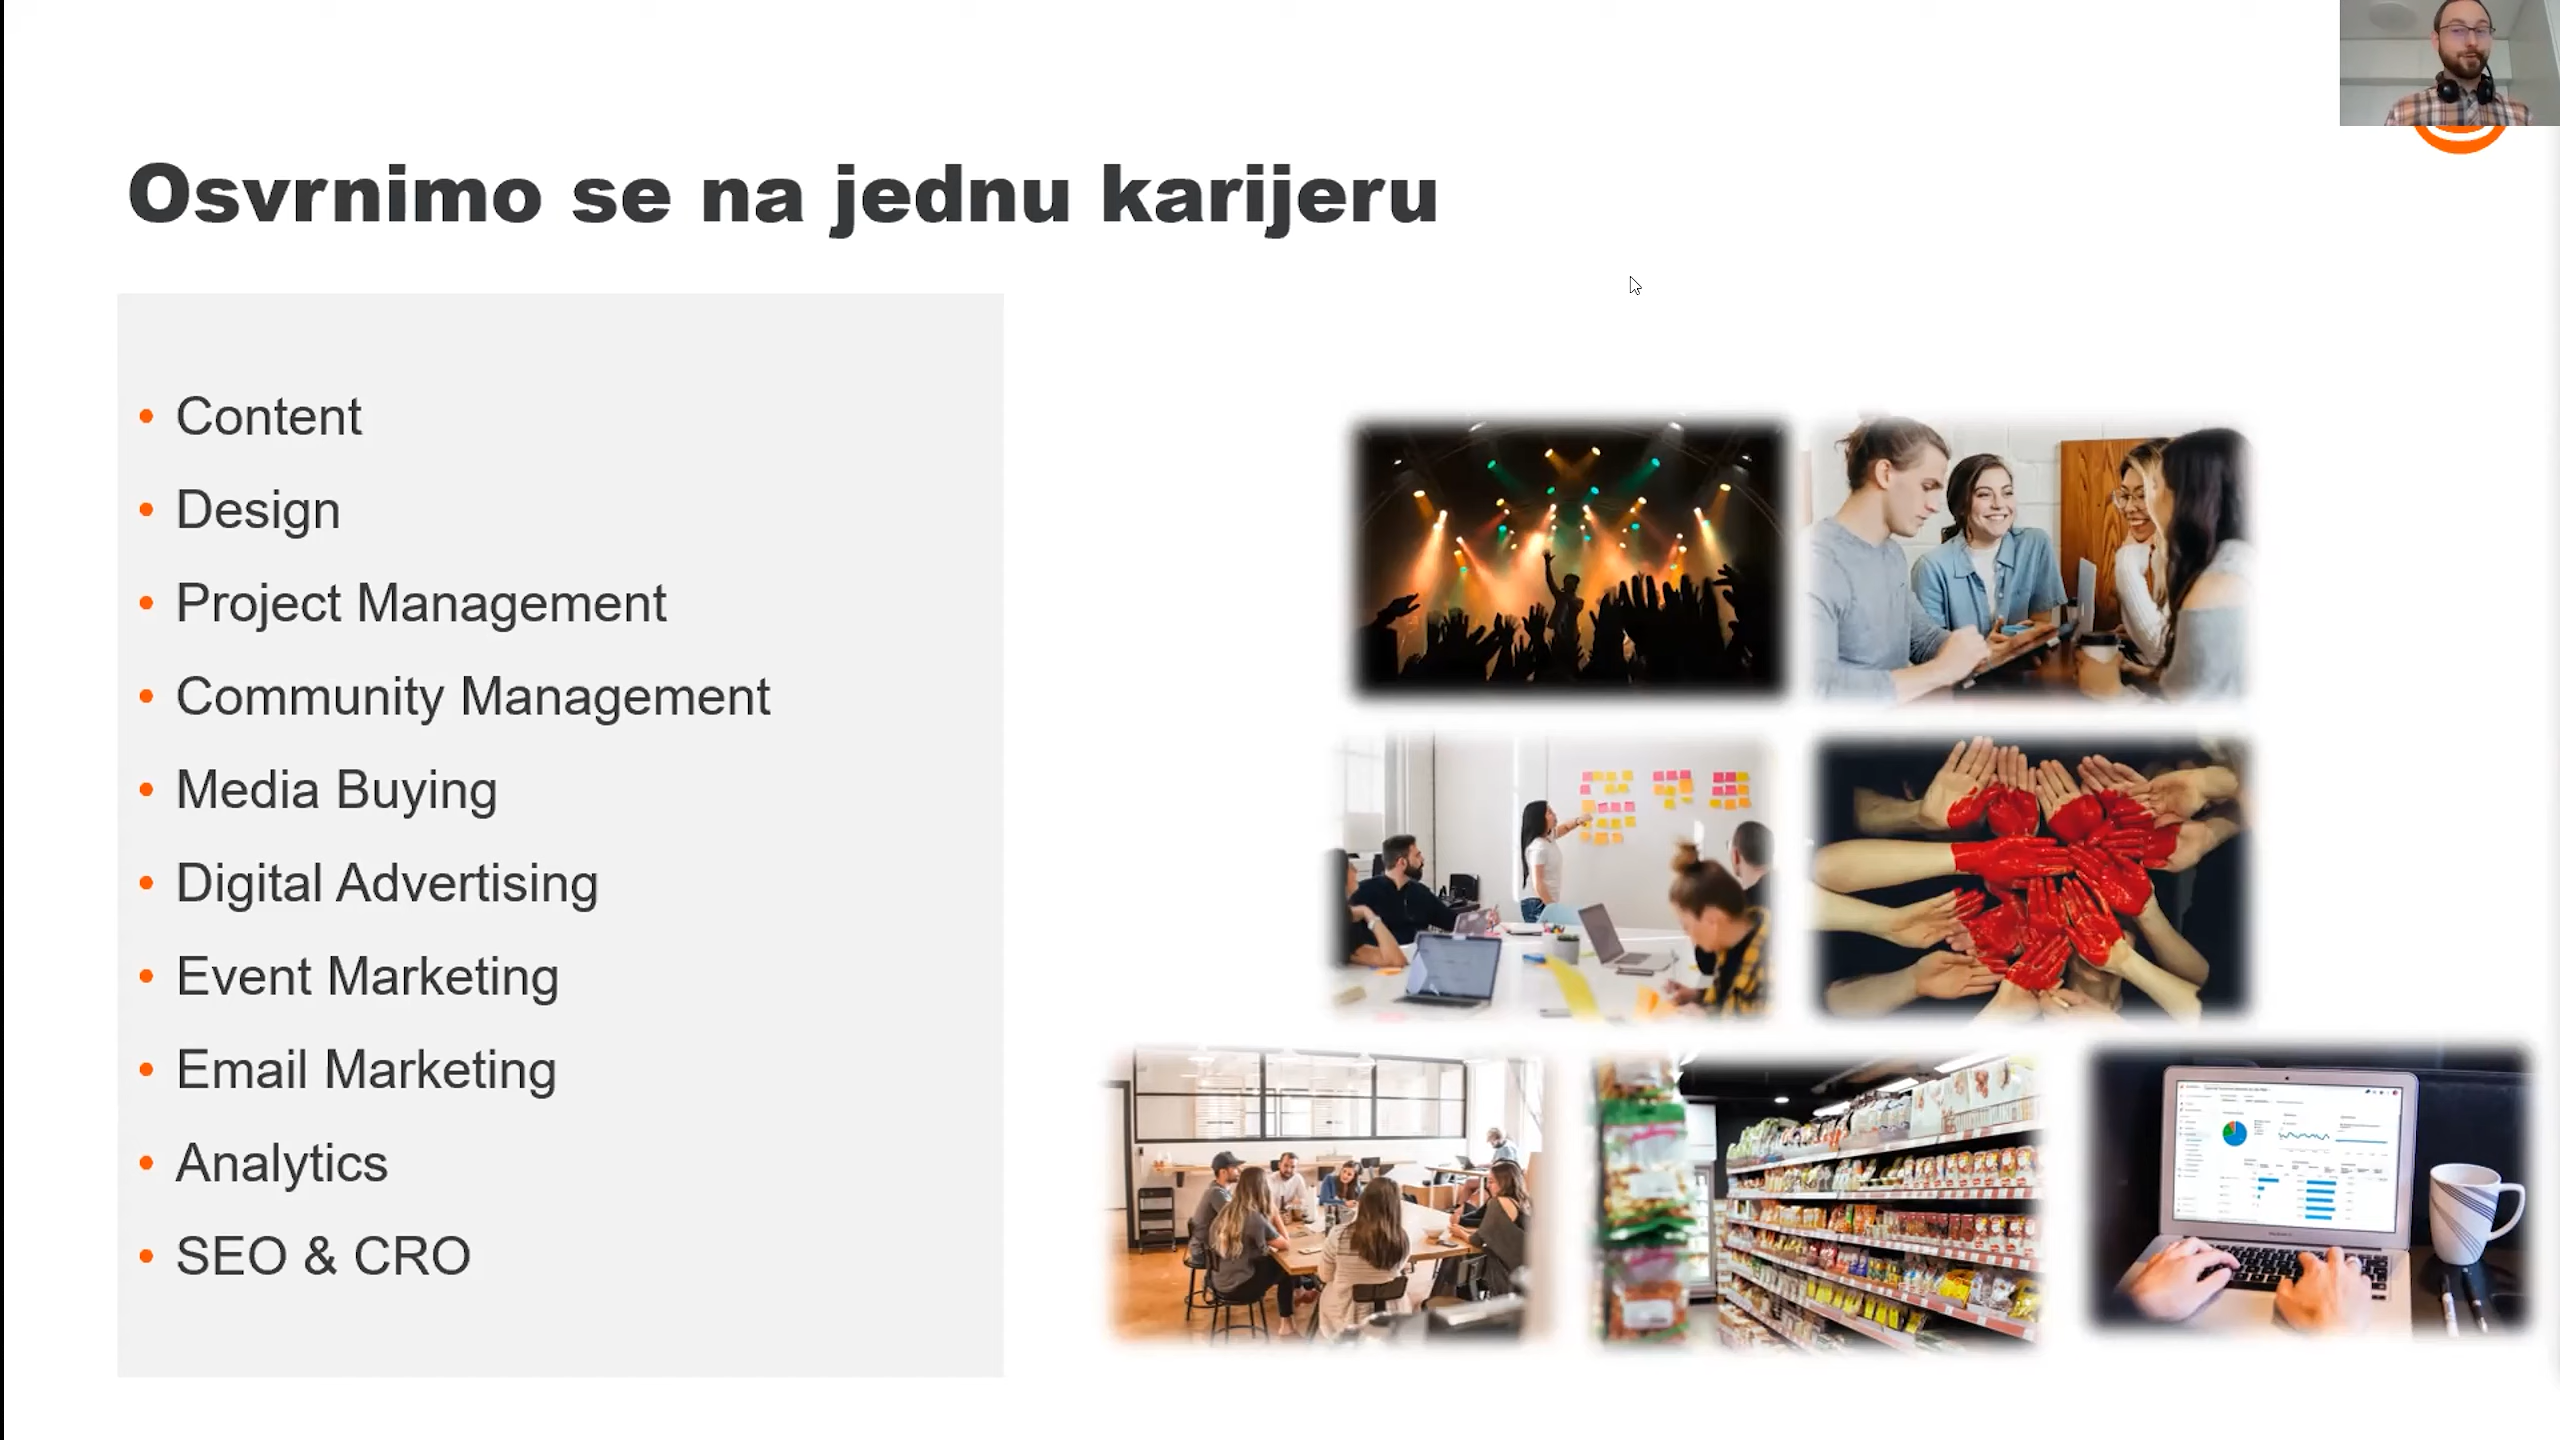 Osvrnimo se na jednu karijeru
Content
Design
Project Management
Community Management
Media Buying
Digital Advertising
Event Marketing
Email Marketing
Analytics
SEO & CRO